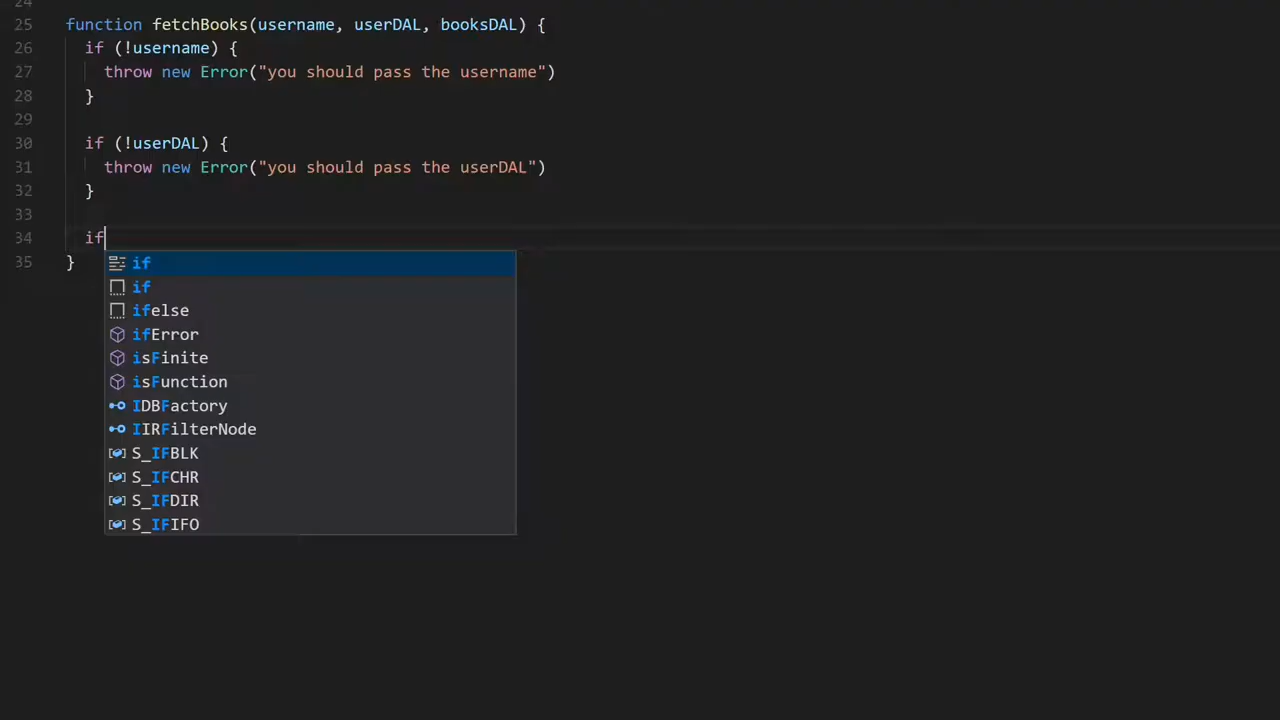 24
25 function fetchBooks(username, userDAL, booksDAL) {
26 if (!username) {
27 throw new Error("you should pass the username")
28 }
29
30 if (!userDAL) {
31 throw new Error("you should pass the userDAL")
32 }
33
34 if
35 }
if
if
ifelse
ifError
isFinite
isFunction
IDBFactory
IIRFilterNode
S_IFBLK
S_IFCHR
S_IFDIR
S_IFIFO